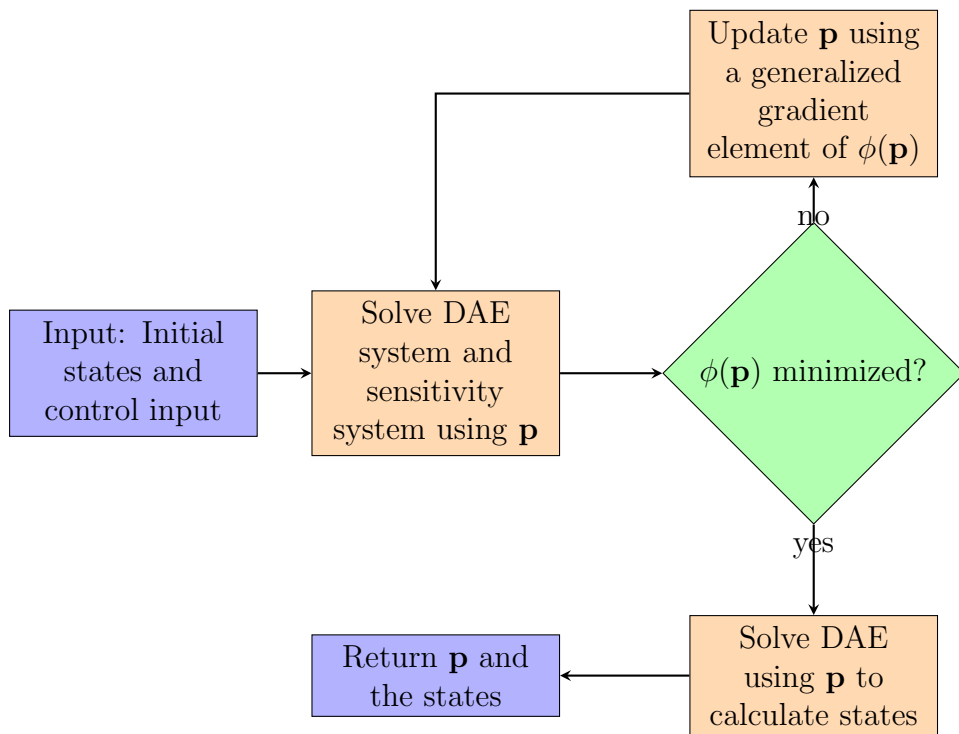 Input: Initial
states and
control input
Solve DAE
system and
sensitivity
system using p
ϕ(p) minimized?
no
Update p using
a generalized
gradient
element of ϕ(p)
yes
Solve DAE
using p to
calculate states
Return p and
the states